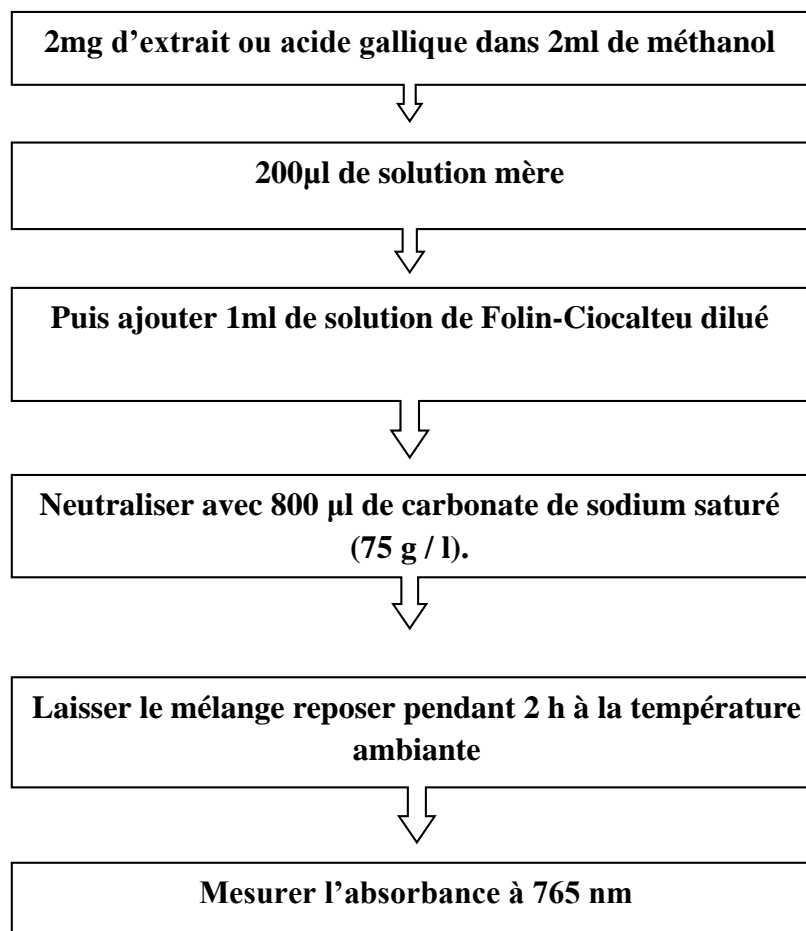 2mg d’extrait ou acide gallique dans 2ml de méthanol
200µl de solution mère
Puis ajouter 1ml de solution de Folin-Ciocalteu dilué
Neutraliser avec 800 µl de carbonate de sodium saturé
(75 g / l).
Laisser le mélange reposer pendant 2 h à la température
ambiante
Mesurer l’absorbance à 765 nm